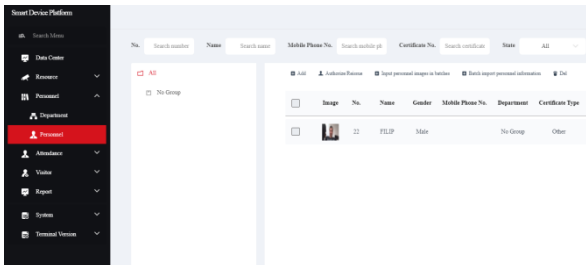 Smart Device Platform
Search Menu
Data Center
Resource
Personnel
Department
Personnel
Attendance
Visitor
Report
System
Terminal Version
No. Search number Name Search name Mobile Phone No. Search mobile ph Certificate No. Search certificate State All
All
No Group
Add Authorize/Reissue Input personnel images in batches Batch import personnel information Del
Image No. Name Gender Mobile Phone No. Department Certificate Type
22 FILIP Male No Group Other